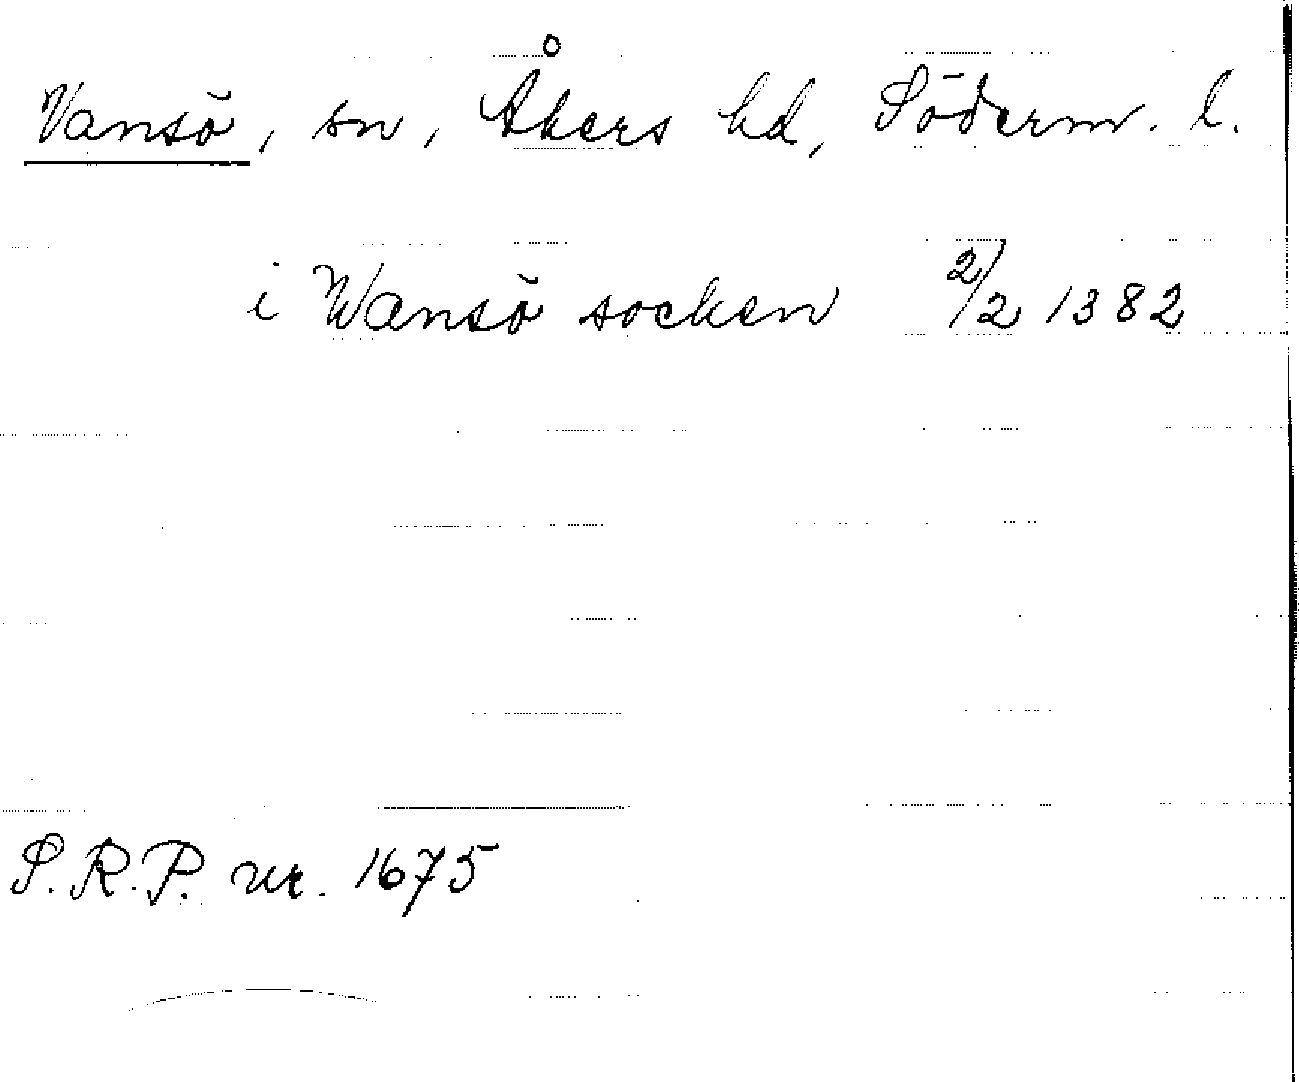 Vansö, sn, Åkers hd, Söderm. l.
i Wansö socken 2/2 1382
S.R.P. nr. 1675